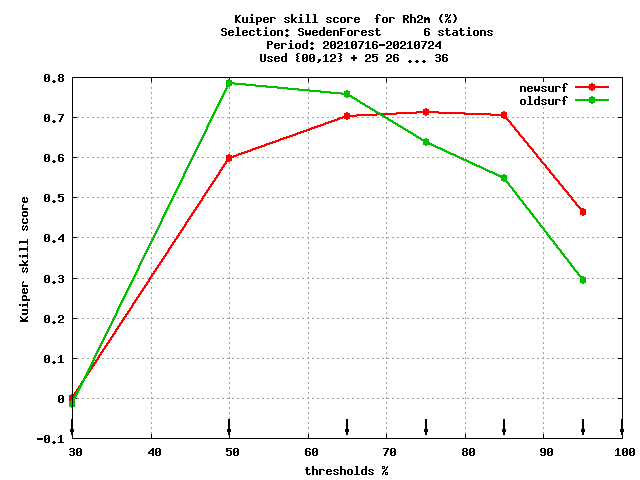 Kuiper skill score  for Rh2m (%)
Selection: SwedenForest      6 stations
Period: 20210716-20210724
Used {00,12} + 25 26 ... 36
newsurf
oldsurf
Kuiper skill score
0.8
0.7
0.6
0.5
0.4
0.3
0.2
0.1
0
-0.1
30 40 50 60 70 80 90 100
thresholds %